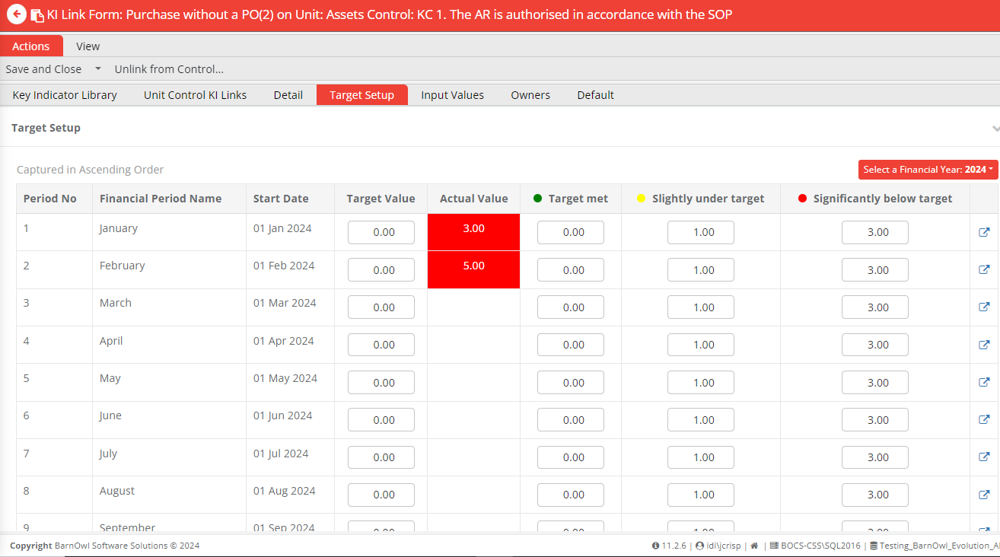 KI Link Form: Purchase without a PO(2) on Unit: Assets Control: KC 1. The AR is authorised in accordance with the SOP
Actions View
Save and Close Unlink from Control...
Key Indicator Library Unit Control KI Links Detail Target Setup Input Values Owners Default
Target Setup
Captured in Ascending Order Select a Financial Year: 2024
Period No Financial Period Name Start Date Target Value Actual Value Target met Slightly under target Significantly below target
1 January 01 Jan 2024 0.00 3.00 0.00 1.00 3.00
2 February 01 Feb 2024 0.00 5.00 0.00 1.00 3.00
3 March 01 Mar 2024 0.00 0.00 1.00 3.00
4 April 01 Apr 2024 0.00 0.00 1.00 3.00
5 May 01 May 2024 0.00 0.00 1.00 3.00
6 June 01 Jun 2024 0.00 0.00 1.00 3.00
7 July 01 Jul 2024 0.00 0.00 1.00 3.00
8 August 01 Aug 2024 0.00 0.00 1.00 3.00
9 September 01 Sep 2024 0.00 0.00 1.00 3.00
Copyright BarnOwl Software Solutions © 2024 11.2.6 | idi\jcrisp | | BOCS-CSS\SQL2016 | Testing_BarnOwl_Evolution_A